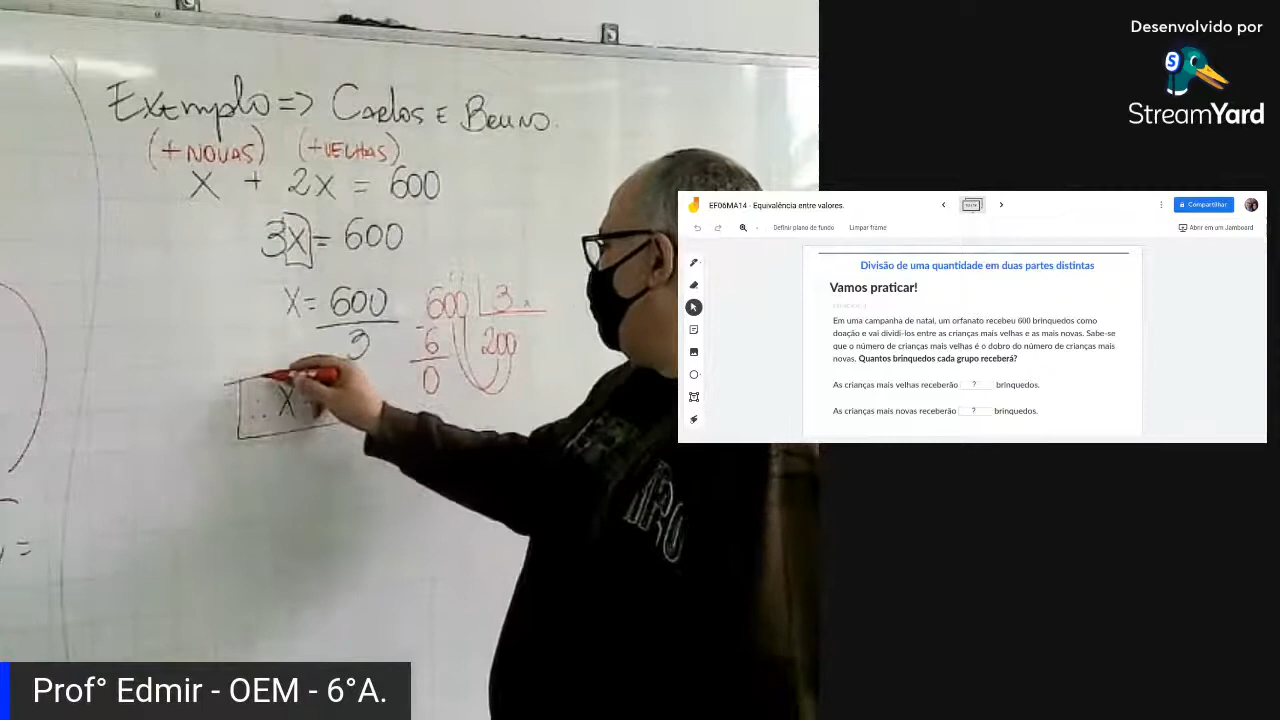 Exemplo => Carlos E Bruno.
(+NOVAS) (+VELHAS)
X + 2X = 600
3X = 600
X = 600
3
600 3
- 6 200
0
∴ X
=
Desenvolvido por
StreamYard
EF06MA14 - Equivalência entre valores.
Compartilhar
Definir plano de fundo Limpar frame
Abrir em um Jamboard
Divisão de uma quantidade em duas partes distintas
Vamos praticar!
Em uma campanha de natal, um orfanato recebeu 600 brinquedos como
doação e vai dividi-los entre as crianças mais velhas e as mais novas. Sabe-se
que o número de crianças mais velhas é o dobro do número de crianças mais
novas. Quantos brinquedos cada grupo receberá?
As crianças mais velhas receberão ? brinquedos.
As crianças mais novas receberão ? brinquedos.
Prof° Edmir - OEM - 6°A.